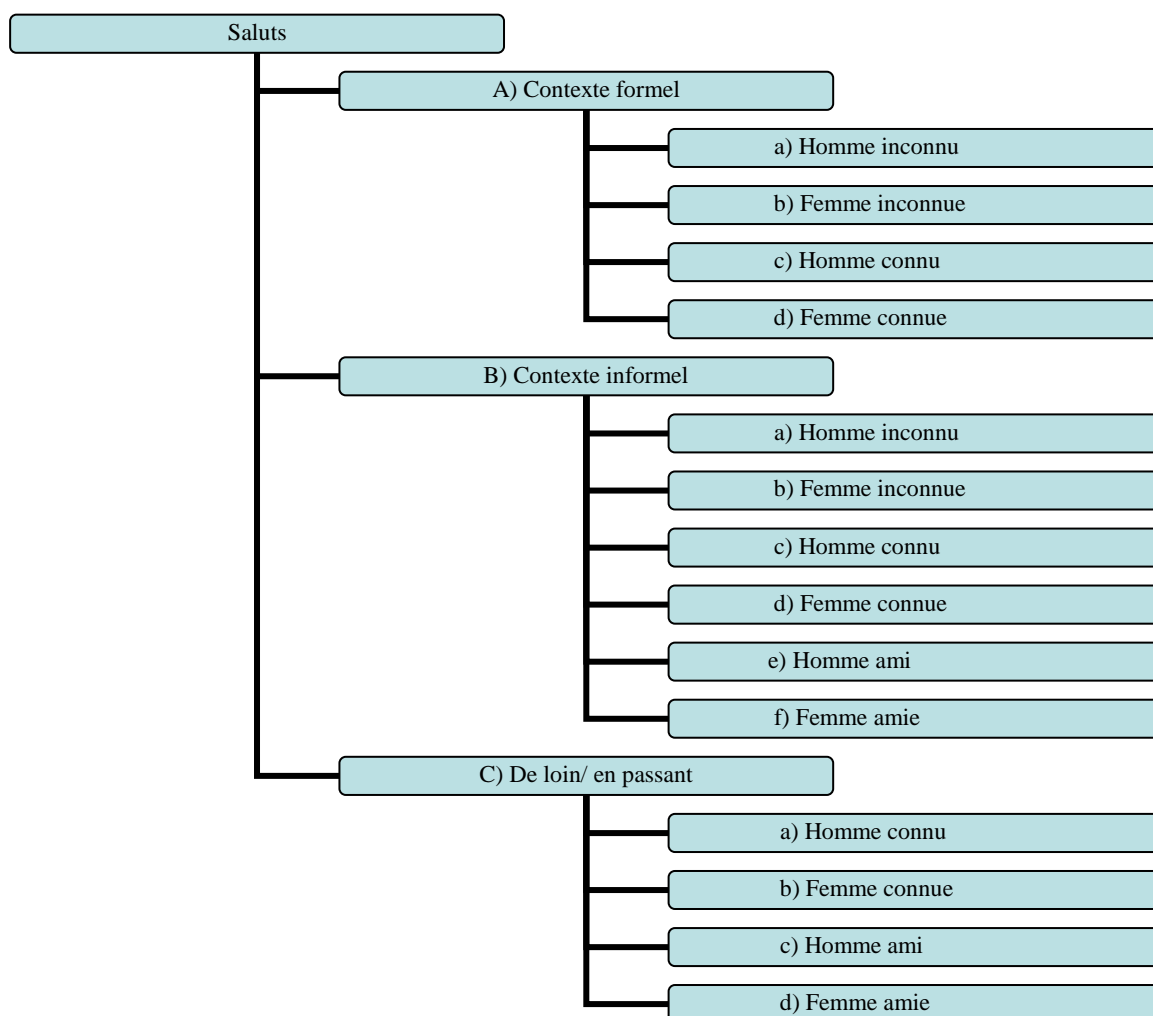 Saluts
A) Contexte formel
a) Homme inconnu
b) Femme inconnue
c) Homme connu
d) Femme connue
B) Contexte informel
a) Homme inconnu
b) Femme inconnue
c) Homme connu
d) Femme connue
e) Homme ami
f) Femme amie
C) De loin/ en passant
a) Homme connu
b) Femme connue
c) Homme ami
d) Femme amie